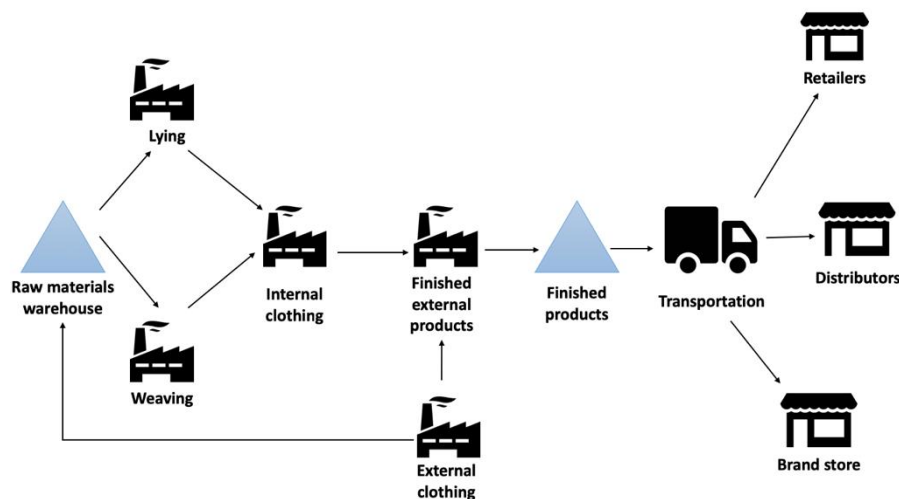 Retailers
Lying
Raw materials
warehouse
Internal
clothing
Finished
external
products
Finished
products
Transportation
Distributors
Weaving
External
clothing
Brand store